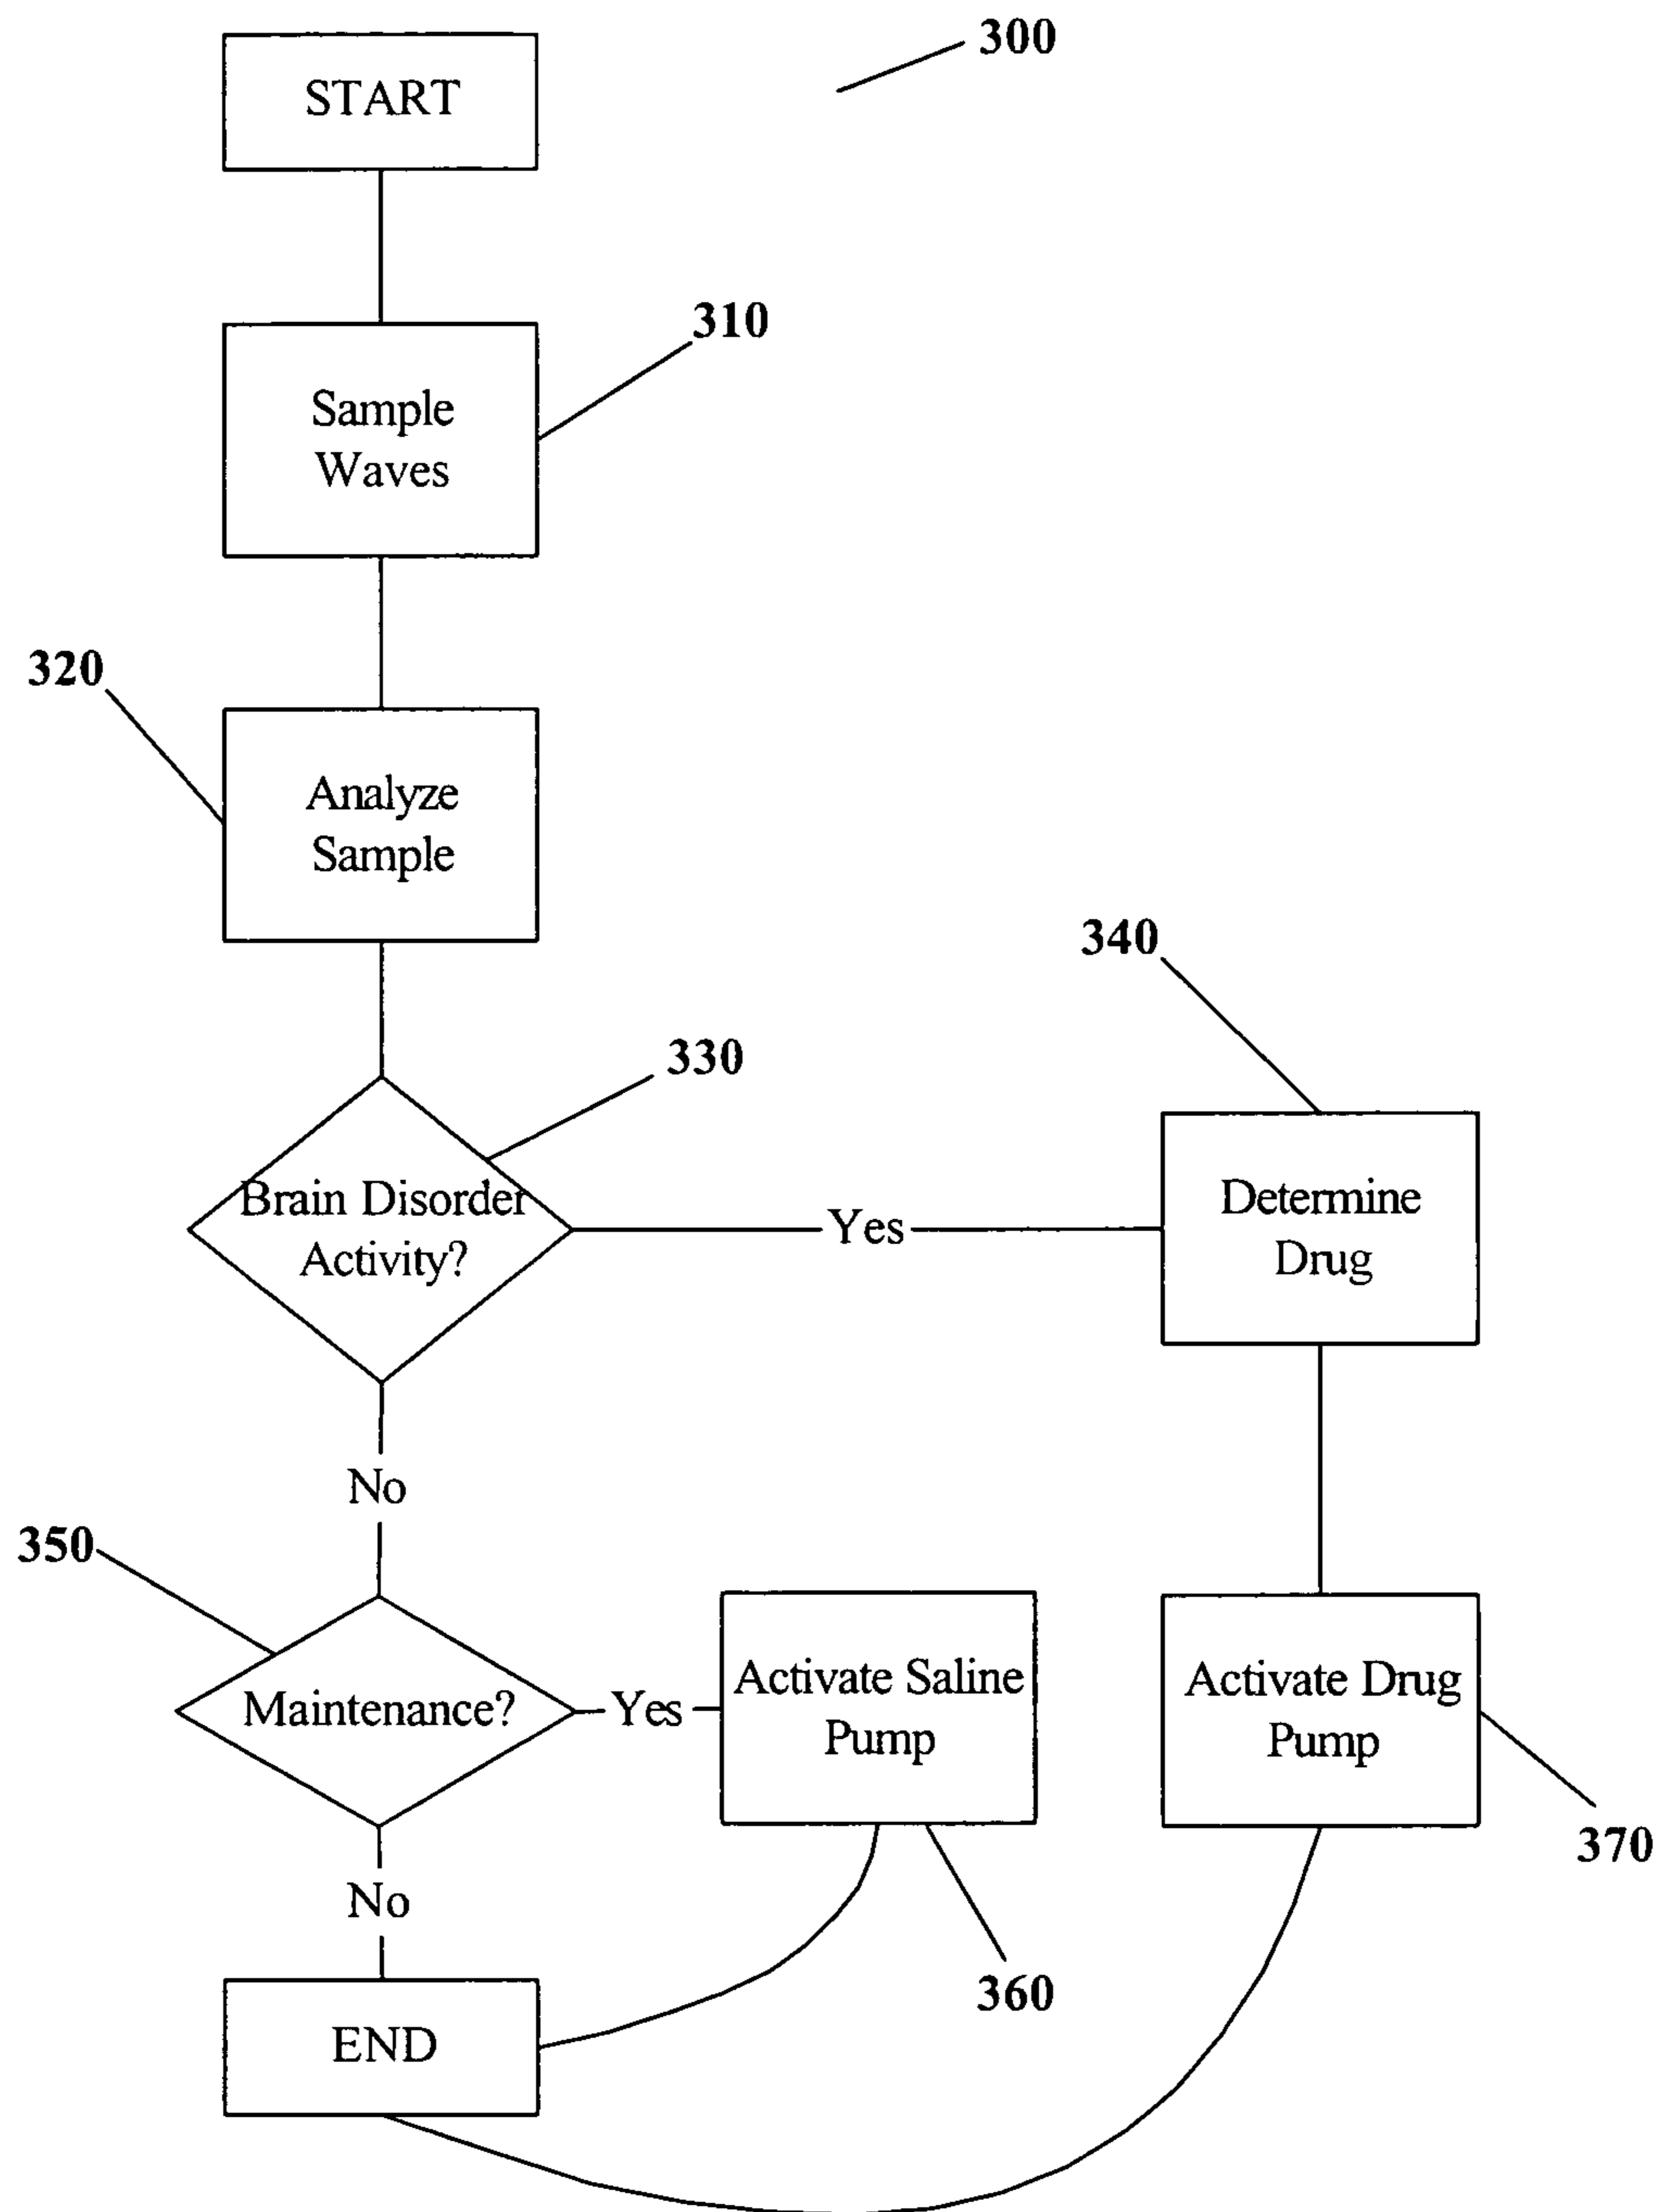 300
START
310
Sample
Waves
320
Analyze
Sample
330
Brain Disorder
Activity?
Yes
340
Determine
Drug
No
350
Maintenance?
Yes
Activate Saline
Pump
360
Activate Drug
Pump
370
No
END